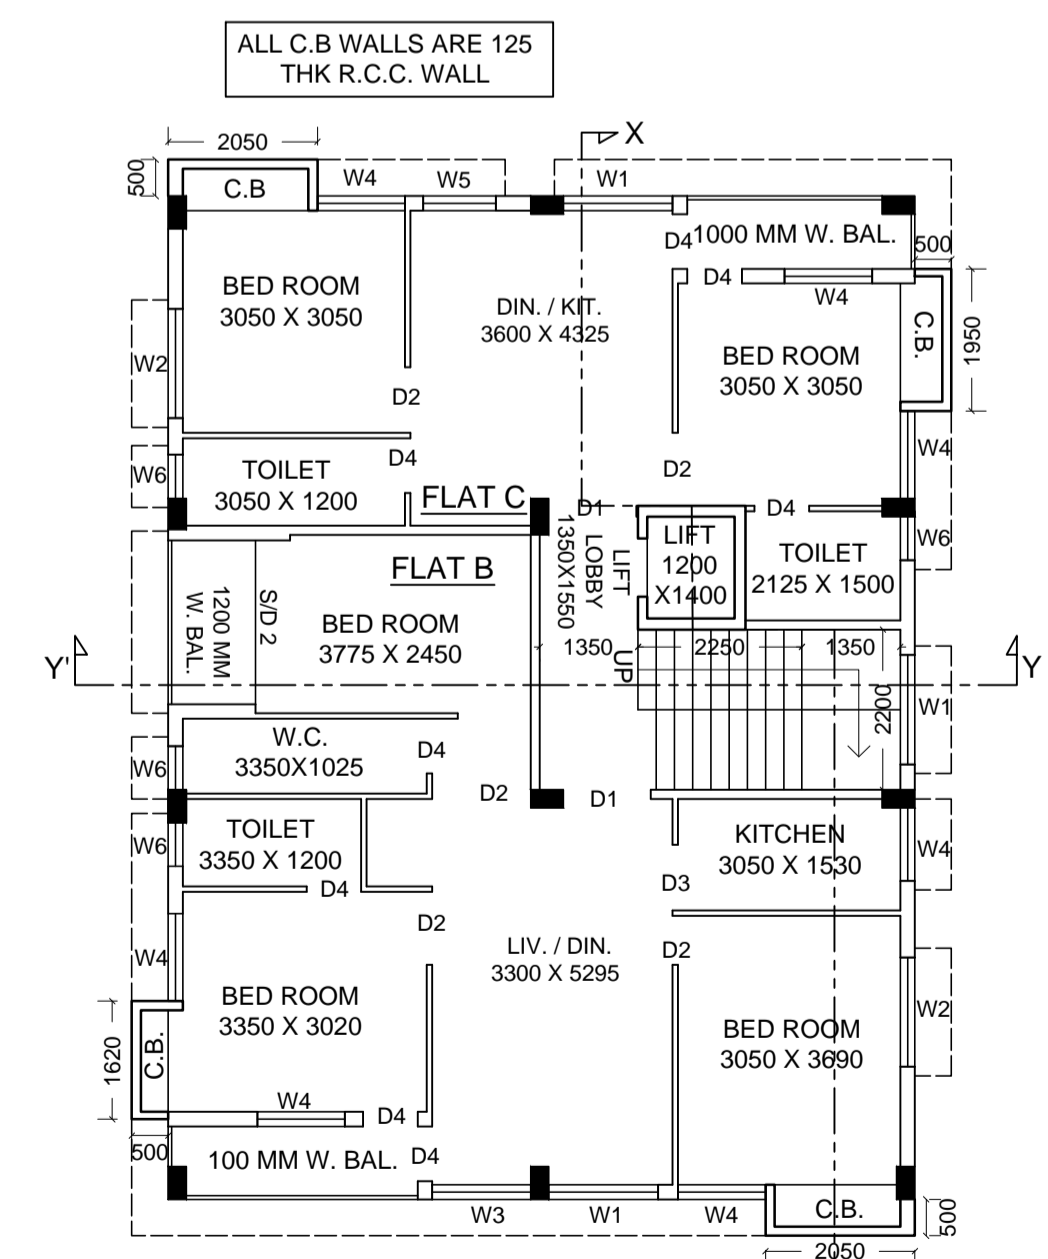 ALL C.B WALLS ARE 125
THK R.C.C. WALL
2050
X
500
C.B
W4
W5
W1
D4
1000 MM W. BAL.
500
D4
W4
BED ROOM
3050 X 3050
DIN. / KIT.
3600 X 4325
C.B.
1950
W2
BED ROOM
3050 X 3050
D2
W4
D4
TOILET
3050 X 1200
W6
D2
FLAT C
D1
D4
W6
LIFT
LOBBY
1350X1550
LIFT
1200
X1400
TOILET
2125 X 1500
FLAT B
S/D 2
1200 MM
W. BAL.
BED ROOM
3775 X 2450
1350
UP
2250
1350
Y'
Y
2200
W1
W.C.
3350X1025
D4
W6
D2
D1
TOILET
3350 X 1200
W6
KITCHEN
3050 X 1530
W4
D4
D3
D2
LIV. / DIN.
3300 X 5295
D2
W4
BED ROOM
3350 X 3020
W2
BED ROOM
3050 X 3690
1620
C.B.
W4
D4
500
100 MM W. BAL.
D4
W3
W1
W4
C.B.
500
2050